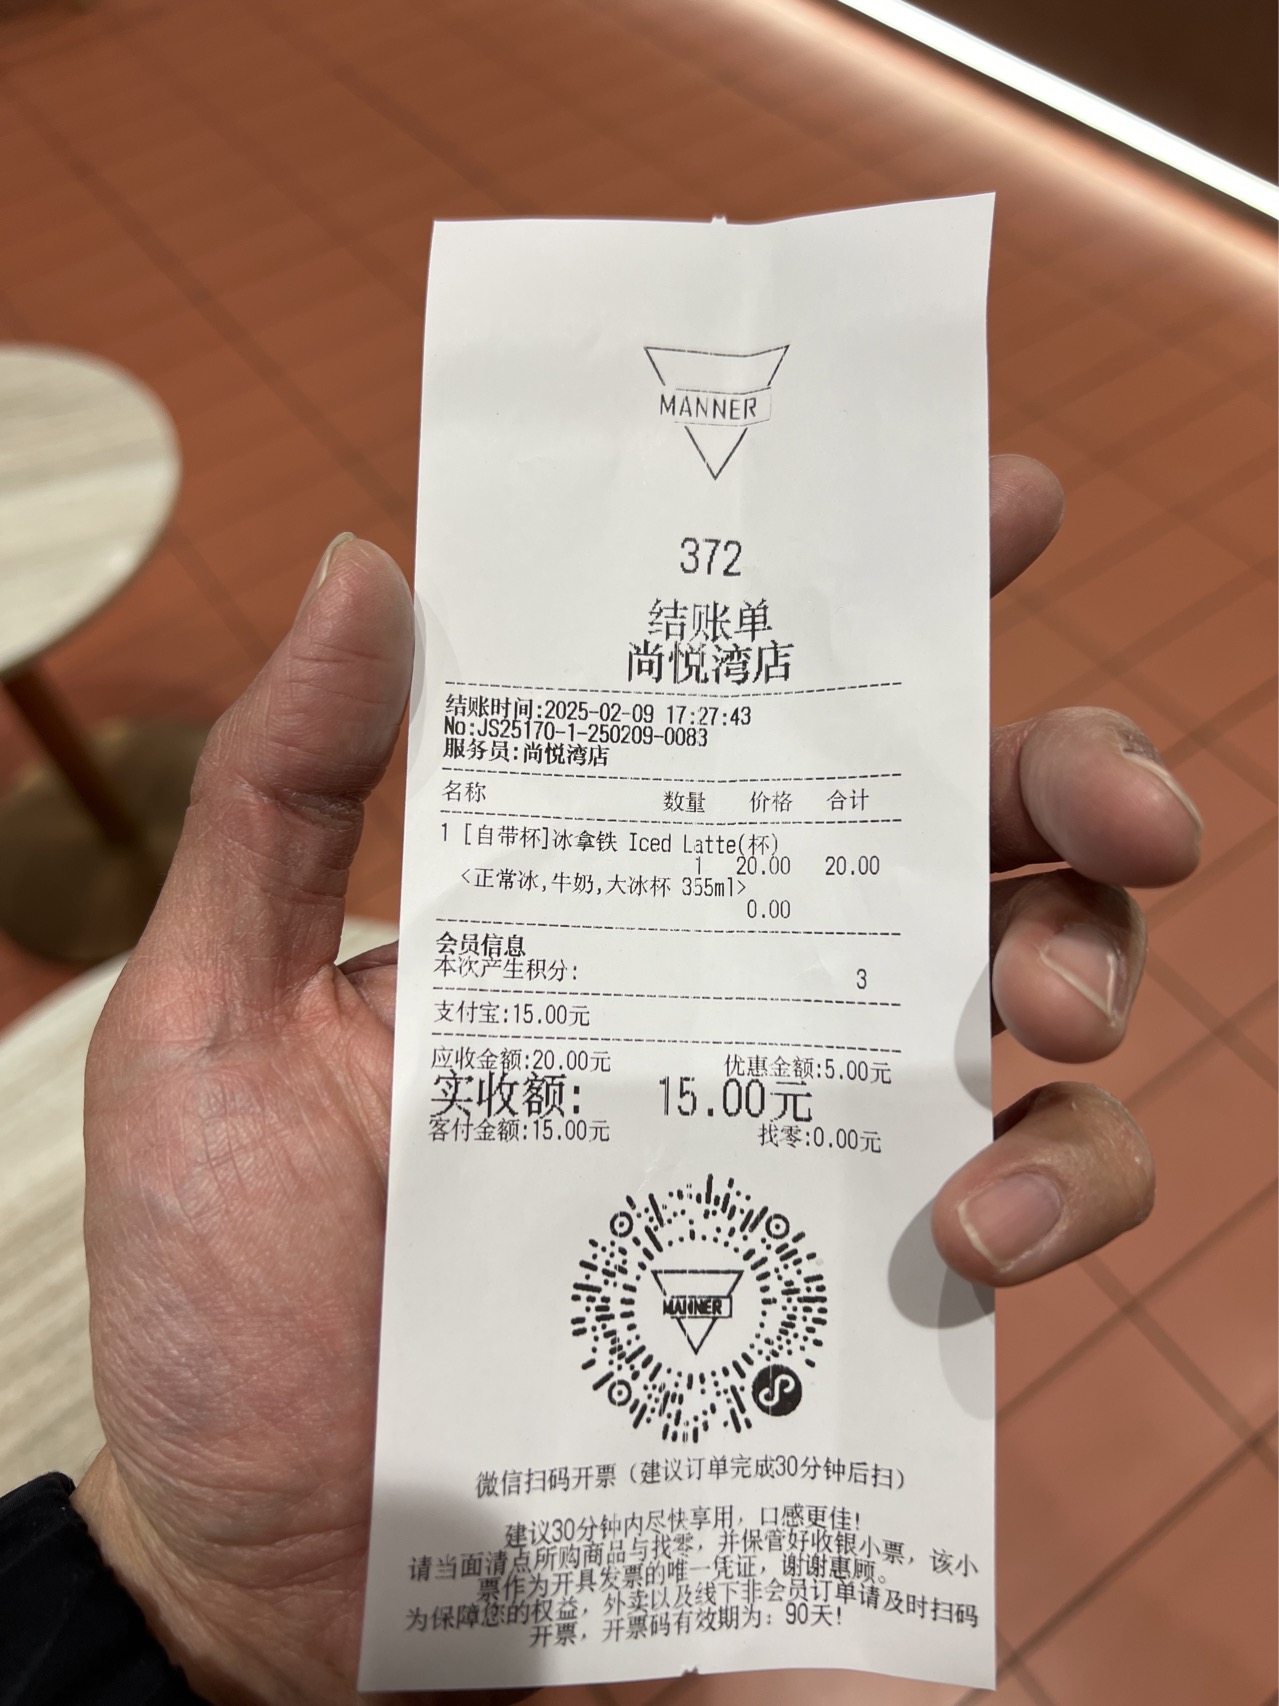 MANNER
372
结账单
尚悦湾店
结账时间:2025-02-09 17:27:43
No:JS25170-1-250209-0083
服务员:尚悦湾店
名称 数量 价格 合计
1 [自带杯]冰拿铁 Iced Latte(杯)
1 20.00 20.00
<正常冰,牛奶,大冰杯 355ml>
0.00
会员信息
本次产生积分: 3
支付宝:15.00元
应收金额:20.00元 优惠金额:5.00元
实收额: 15.00元
客付金额:15.00元 找零:0.00元
MANNER
微信扫码开票（建议订单完成30分钟后扫）
建议30分钟内尽快享用，口感更佳！
请当面清点所购商品与找零，并保管好收银小票，该小
票作为开具发票的唯一凭证，谢谢惠顾。
为保障您的权益，外卖以及线下非会员订单请及时扫码
开票，开票码有效期为：90天！